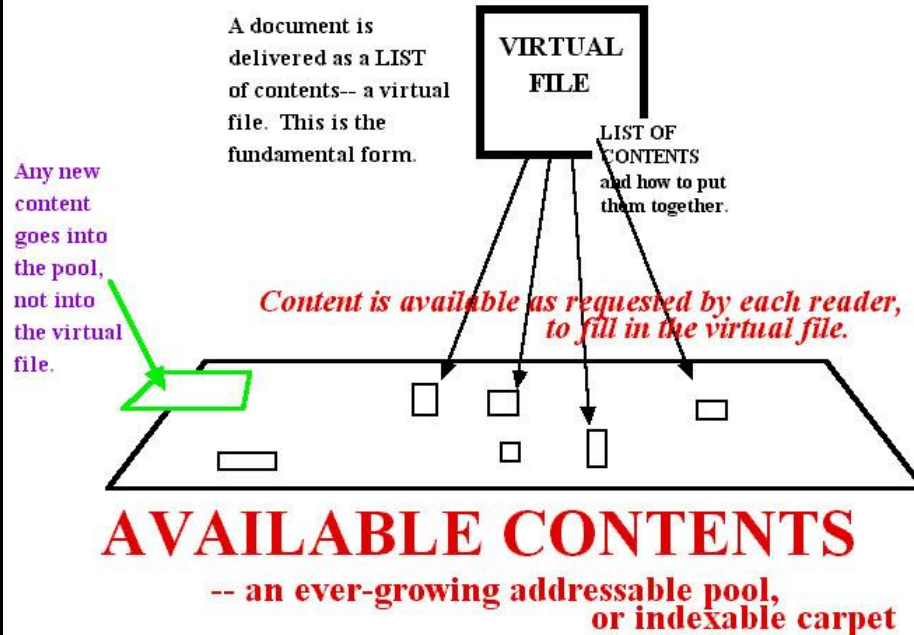 A document is
delivered as a LIST
of contents-- a virtual
file. This is the
fundamental form.
VIRTUAL
FILE
LIST OF
CONTENTS
and how to put
them together.
Any new
content
goes into
the pool,
not into
the virtual
file.
Content is available as requested by each reader,
to fill in the virtual file.
AVAILABLE CONTENTS
-- an ever-growing addressable pool,
or indexable carpet